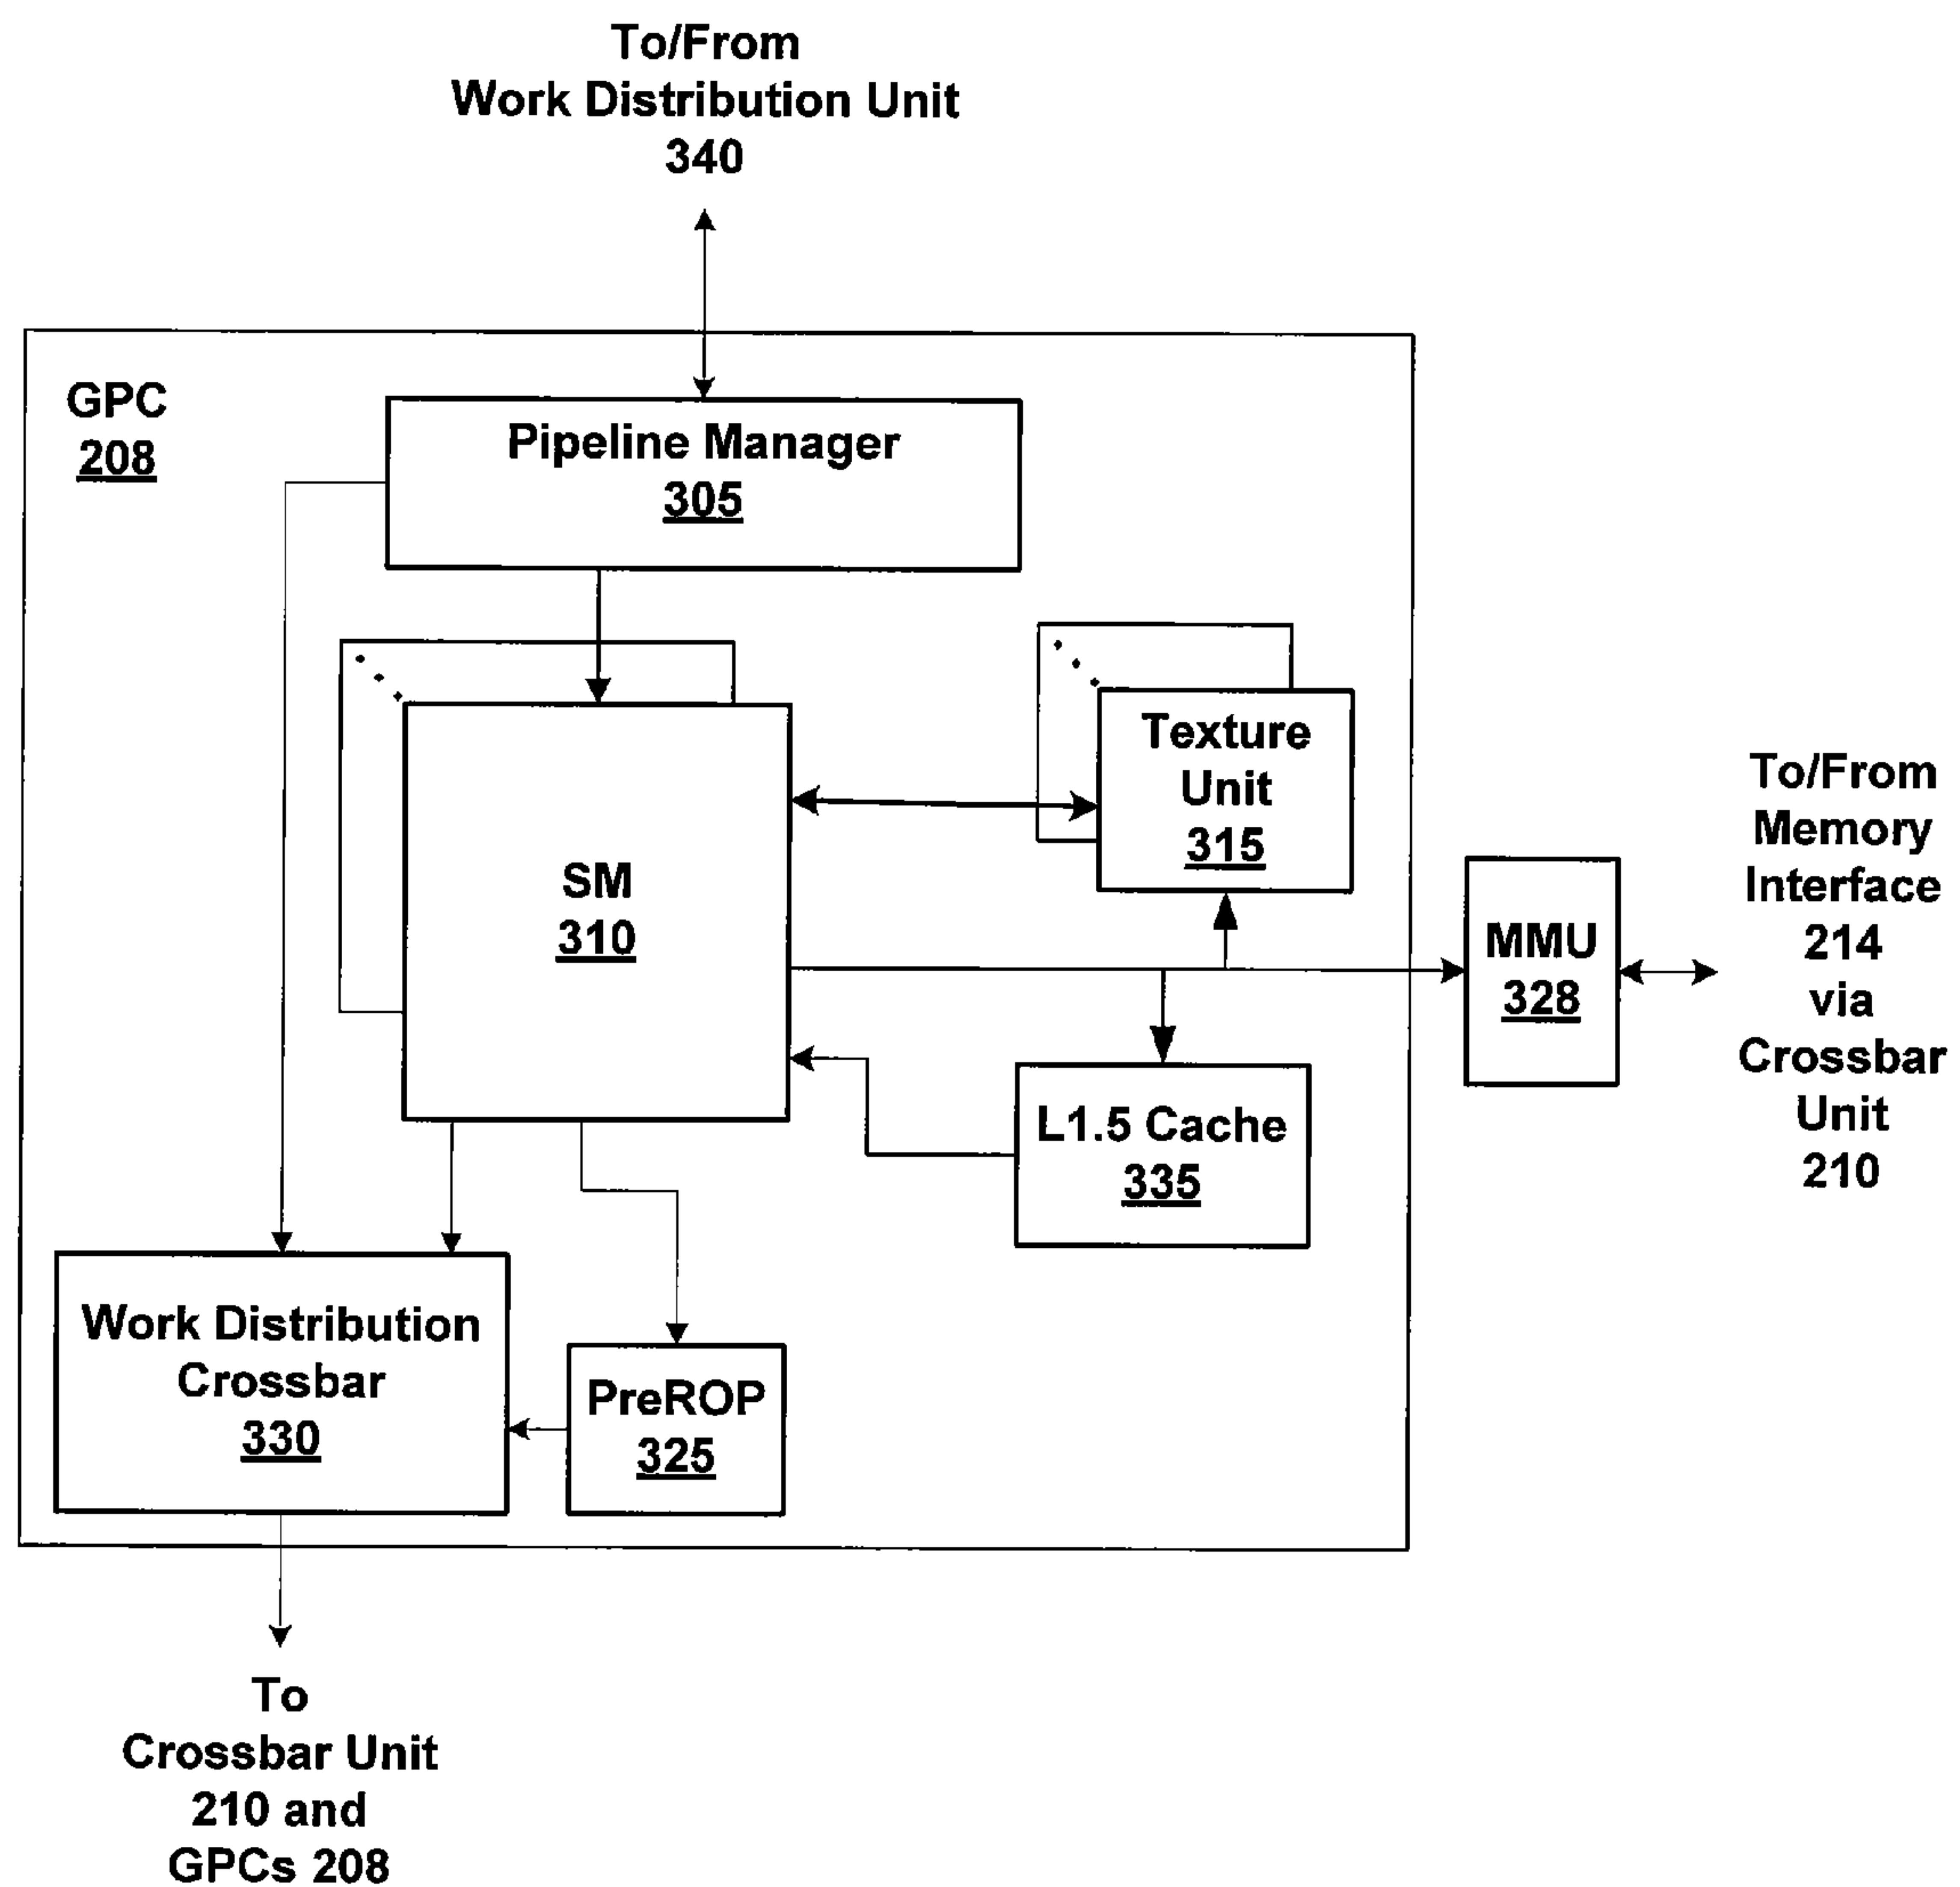 To/From
Work Distribution Unit
340
GPC
208
Pipeline Manager
305
Texture
Unit
315
SM
310
MMU
328
To/From
Memory
Interface
214
via
Crossbar
Unit
210
L1.5 Cache
335
Work Distribution
Crossbar
330
PreROP
325
To
Crossbar Unit
210 and
GPCs 208